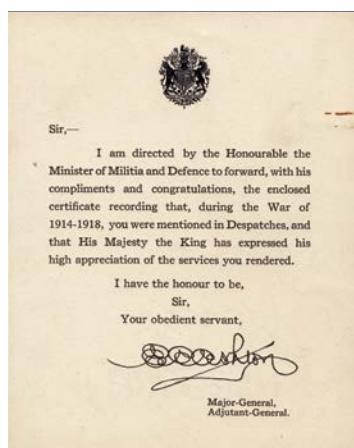 Sir,—
I am directed by the Honourable the
Minister of Militia and Defence to forward, with his
compliments and congratulations, the enclosed
certificate recording that, during the War of
1914-1918, you were mentioned in Despatches, and
that His Majesty the King has expressed his
high appreciation of the services you rendered.
I have the honour to be,
Sir,
Your obedient servant,
Major-General,
Adjutant-General.